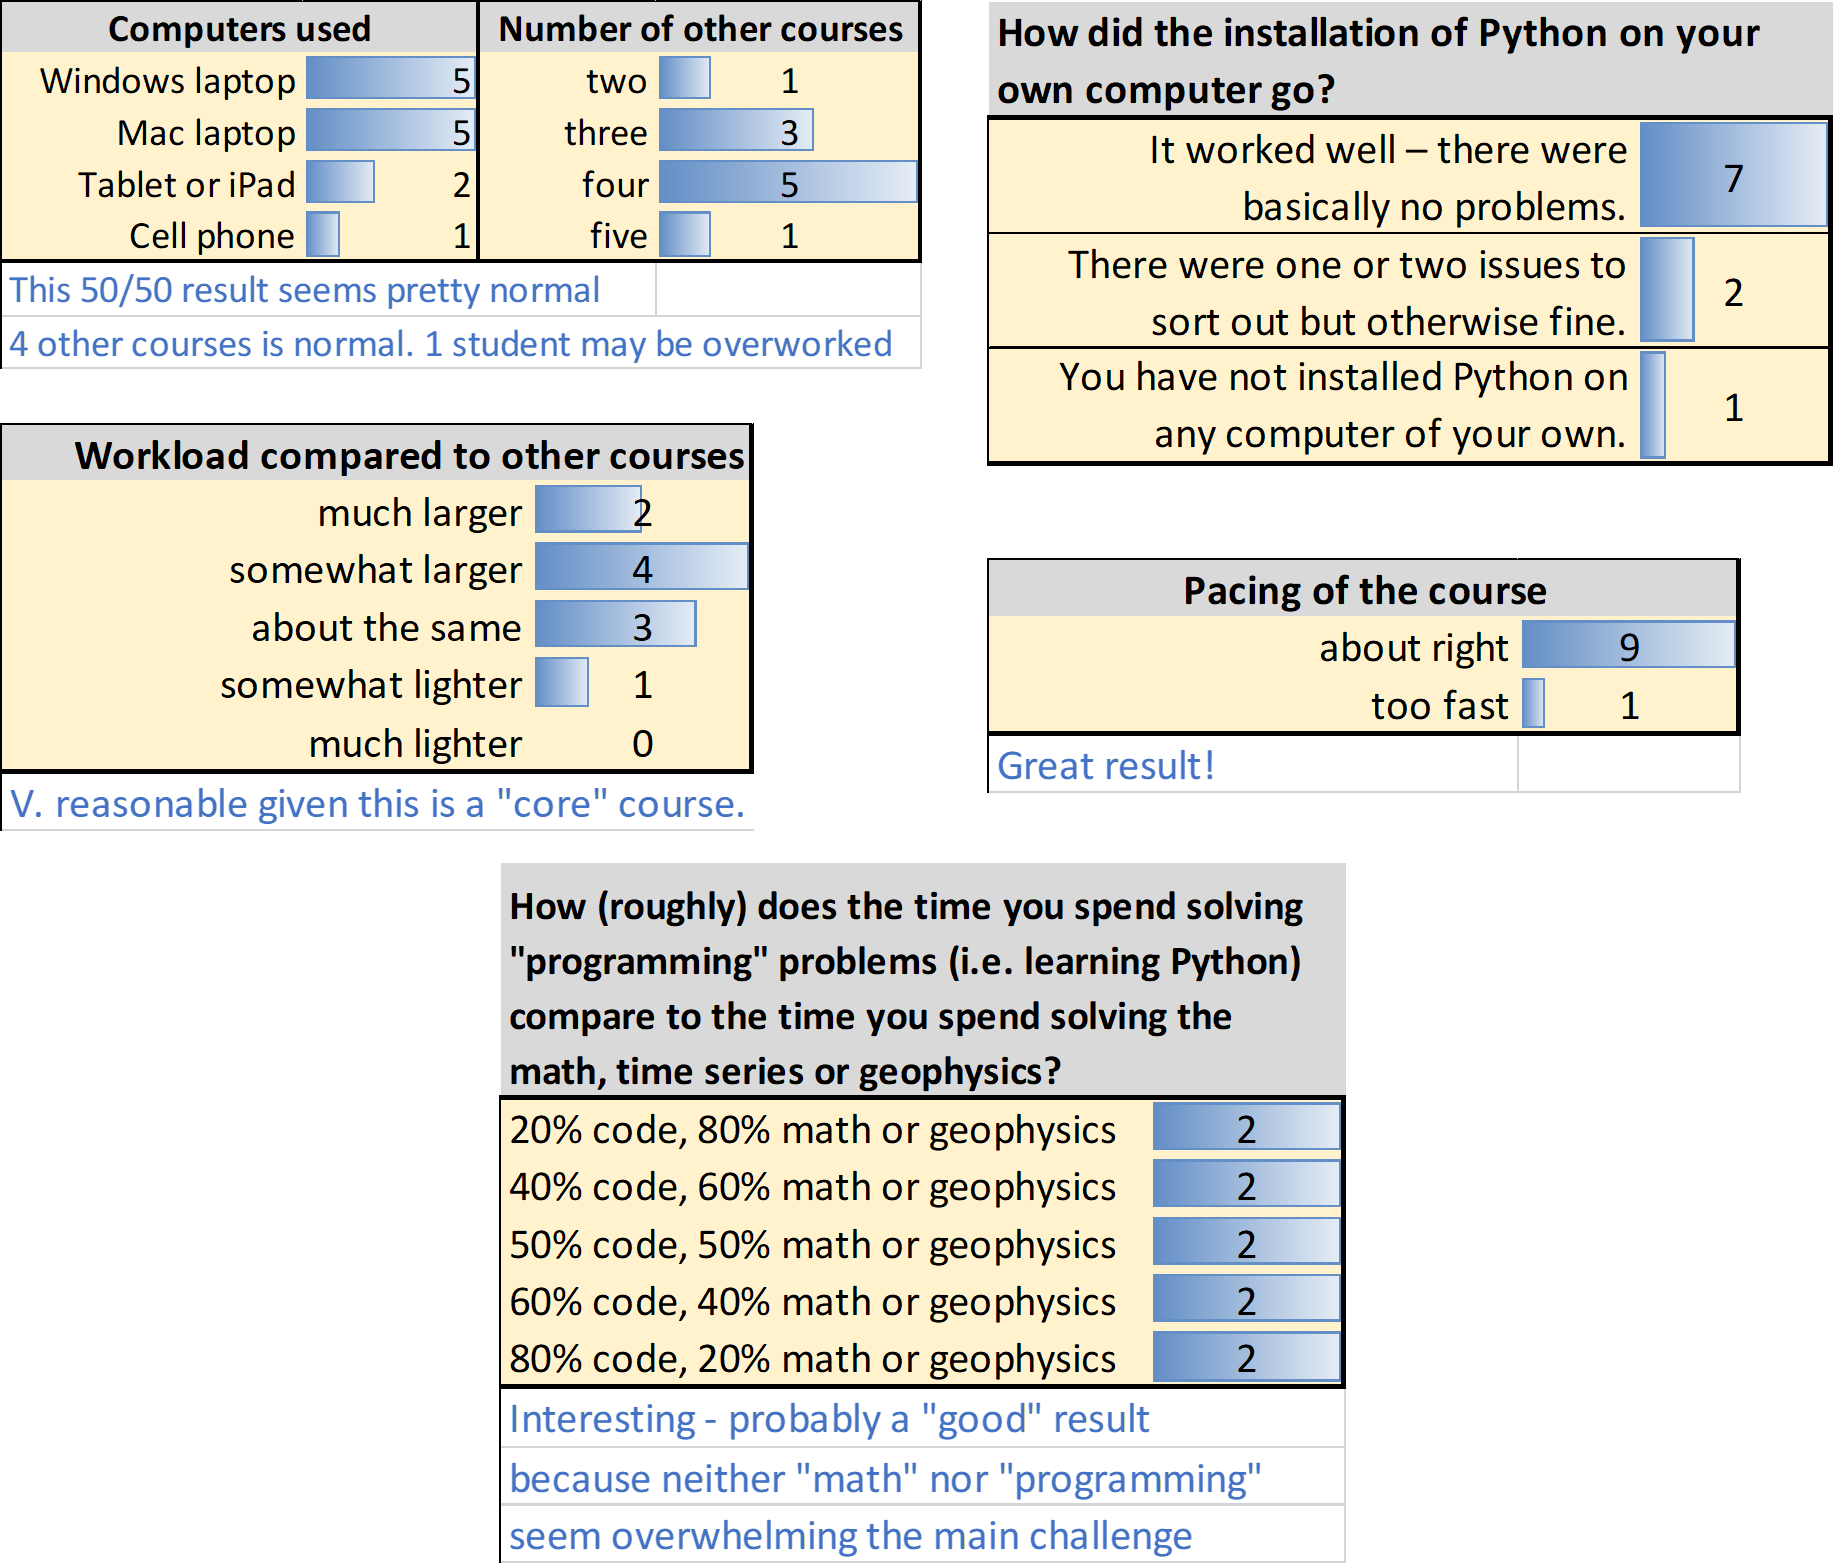 Computers used
Windows laptop 5
Mac laptop 5
Tablet or iPad 2
Cell phone 1
Number of other courses
two 1
three 3
four 5
five 1
This 50/50 result seems pretty normal
4 other courses is normal. 1 student may be overworked
How did the installation of Python on your
own computer go?
It worked well – there were
basically no problems.
7
There were one or two issues to
sort out but otherwise fine.
2
You have not installed Python on
any computer of your own.
1
Workload compared to other courses
much larger 2
somewhat larger 4
about the same 3
somewhat lighter 1
much lighter 0
V. reasonable given this is a "core" course.
Pacing of the course
about right 9
too fast 1
Great result!
How (roughly) does the time you spend solving
"programming" problems (i.e. learning Python)
compare to the time you spend solving the
math, time series or geophysics?
20% code, 80% math or geophysics 2
40% code, 60% math or geophysics 2
50% code, 50% math or geophysics 2
60% code, 40% math or geophysics 2
80% code, 20% math or geophysics 2
Interesting - probably a "good" result
because neither "math" nor "programming"
seem overwhelming the main challenge